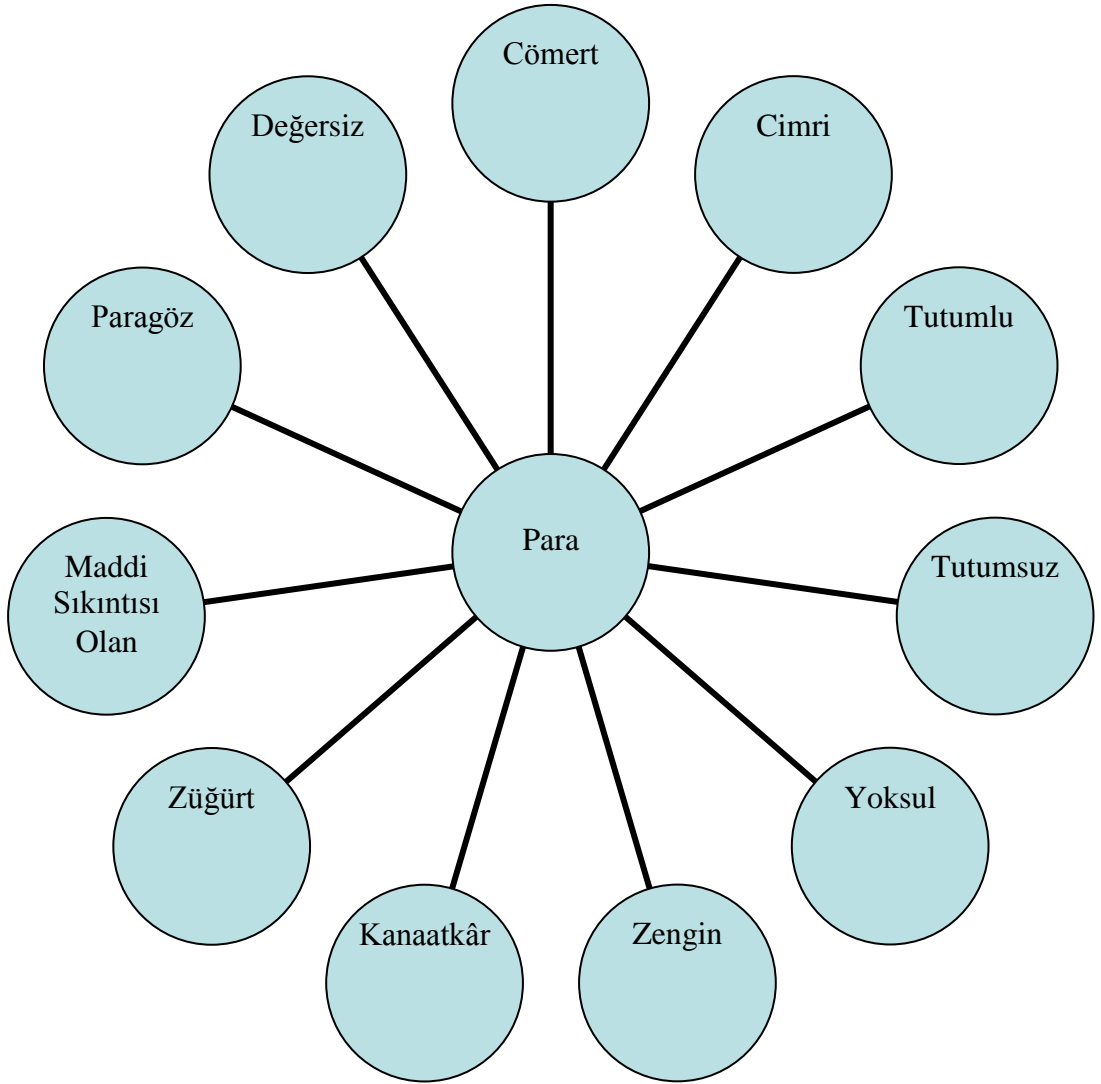 Cömert
Değersiz
Cimri
Paragöz
Tutumlu
Para
Maddi
Sıkıntısı
Olan
Tutumsuz
Züğürt
Yoksul
Kanaatkâr
Zengin